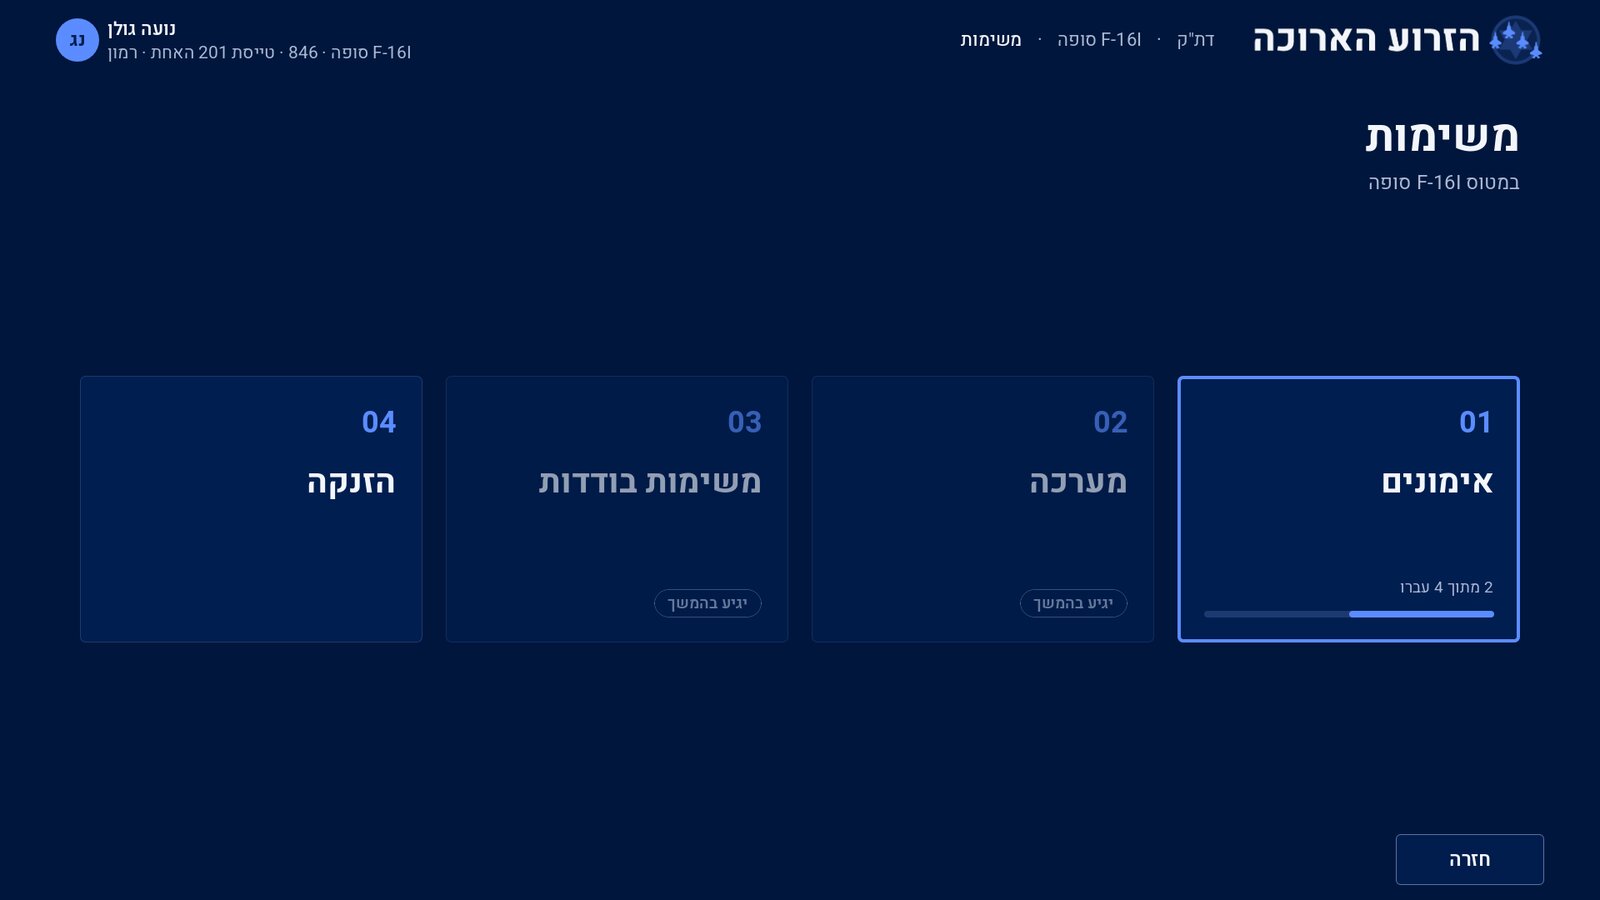 הזרוע הארוכה
דת"ק · F-16I סופה · משימות
נועה גולן
F-16I סופה · 846 · טייסת 201 האחת · רמון
נג
משימות
במטוס F-16I סופה
01
אימונים
2 מתוך 4 עברו
02
מערכה
יגיע בהמשך
03
משימות בודדות
יגיע בהמשך
04
הזנקה
חזרה